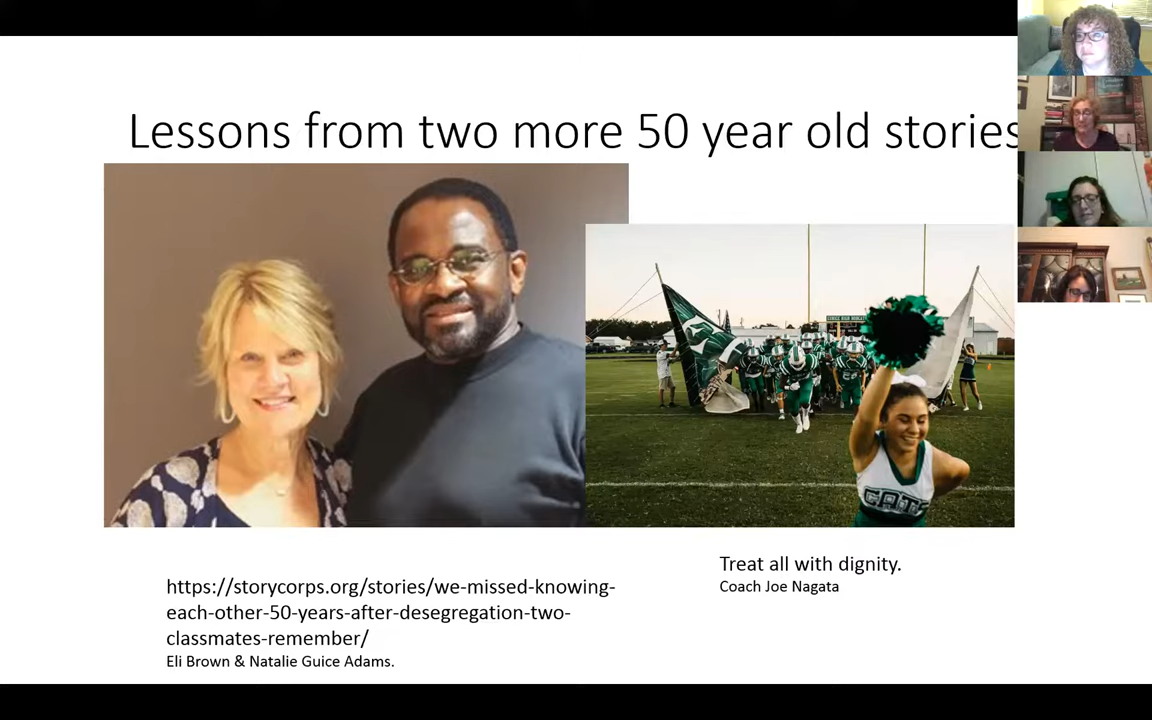 Lessons from two more 50 year old stories
CATS
https://storycorps.org/stories/we-missed-knowing-
each-other-50-years-after-desegregation-two-
classmates-remember/
Eli Brown & Natalie Guice Adams.
Treat all with dignity.
Coach Joe Nagata